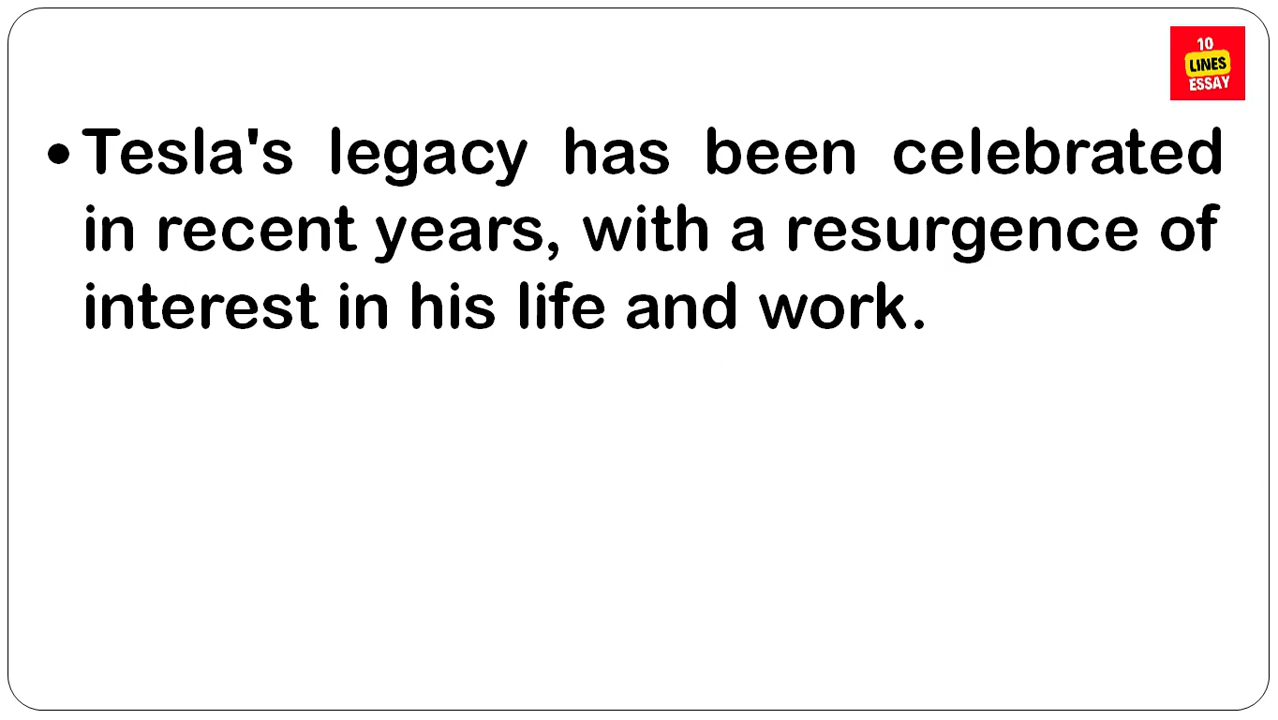 10
LINES
ESSAY
• Tesla's legacy has been celebrated
in recent years, with a resurgence of
interest in his life and work.